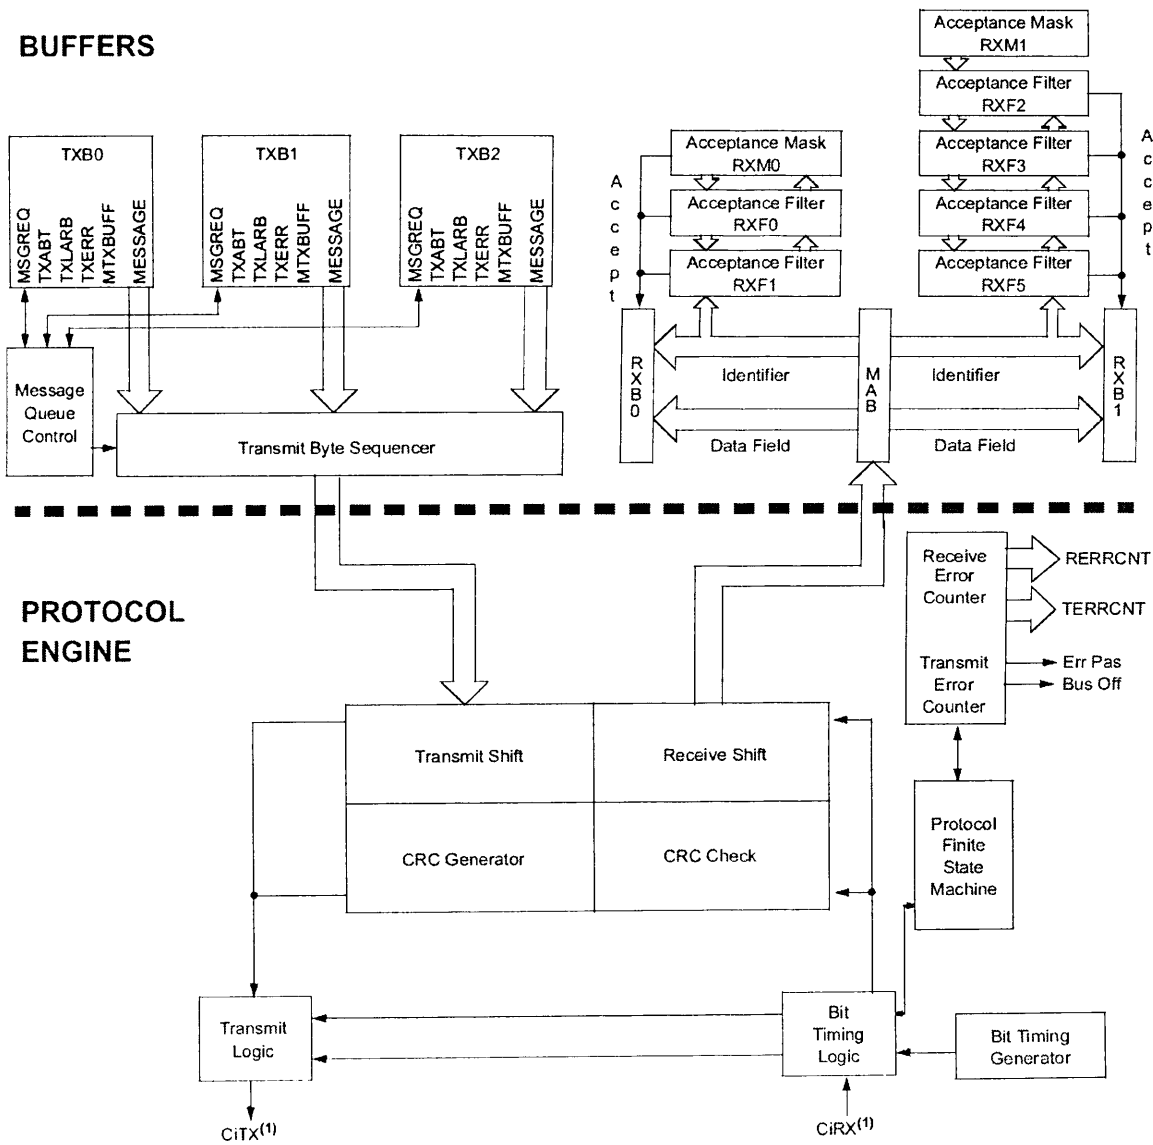 BUFFERS
Acceptance Mask
RXM1
Acceptance Filter
RXF2
Acceptance Filter
RXF3
Acceptance Filter
RXF4
Acceptance Filter
RXF5
Accept
Acceptance Mask
RXM0
Acceptance Filter
RXF0
Acceptance Filter
RXF1
Accept
TXB0
MSGREQ
TXABT
TXLARB
TXERR
MTXBUFF
MESSAGE
TXB1
MSGREQ
TXABT
TXLARB
TXERR
MTXBUFF
MESSAGE
TXB2
MSGREQ
TXABT
TXLARB
TXERR
MTXBUFF
MESSAGE
Message
Queue
Control
Transmit Byte Sequencer
RXB0
Identifier
Data Field
MAB
Identifier
Data Field
RXB1
PROTOCOL
ENGINE
Receive
Error
Counter
Transmit
Error
Counter
RERRCNT
TERRCNT
Err Pas
Bus Off
Transmit Shift
Receive Shift
CRC Generator
CRC Check
Protocol
Finite
State
Machine
Transmit
Logic
Bit
Timing
Logic
Bit Timing
Generator
CiTX(1)
CiRX(1)